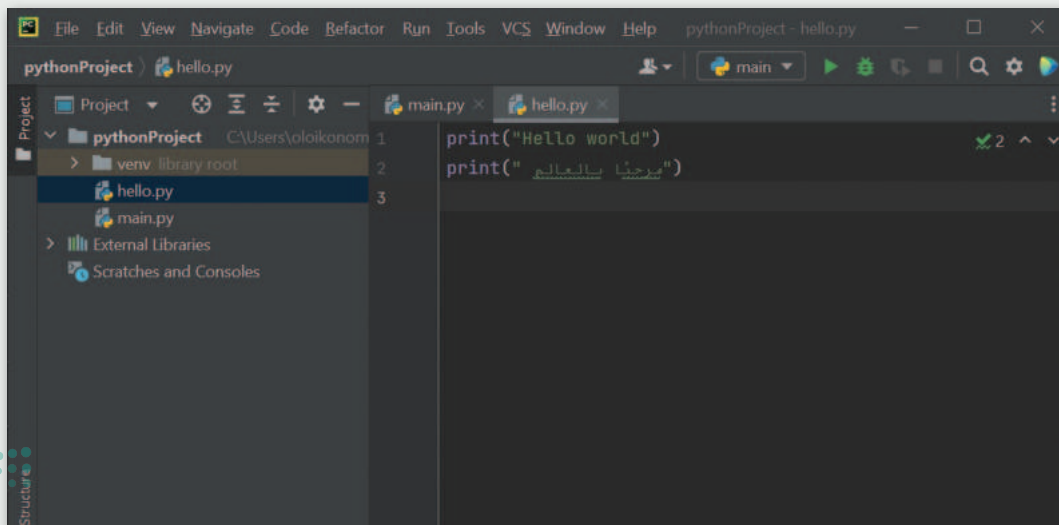 PC File Edit View Navigate Code Refactor Run Tools VCS Window Help pythonProject - hello.py
pythonProject hello.py main
Project Project main.py hello.py
pythonProject C:\Users\oloikonom
venv library root
hello.py
main.py
External Libraries
Scratches and Consoles
Structure
1 print("Hello world") 2
2 print(" مرحبًا بالعالم")
3